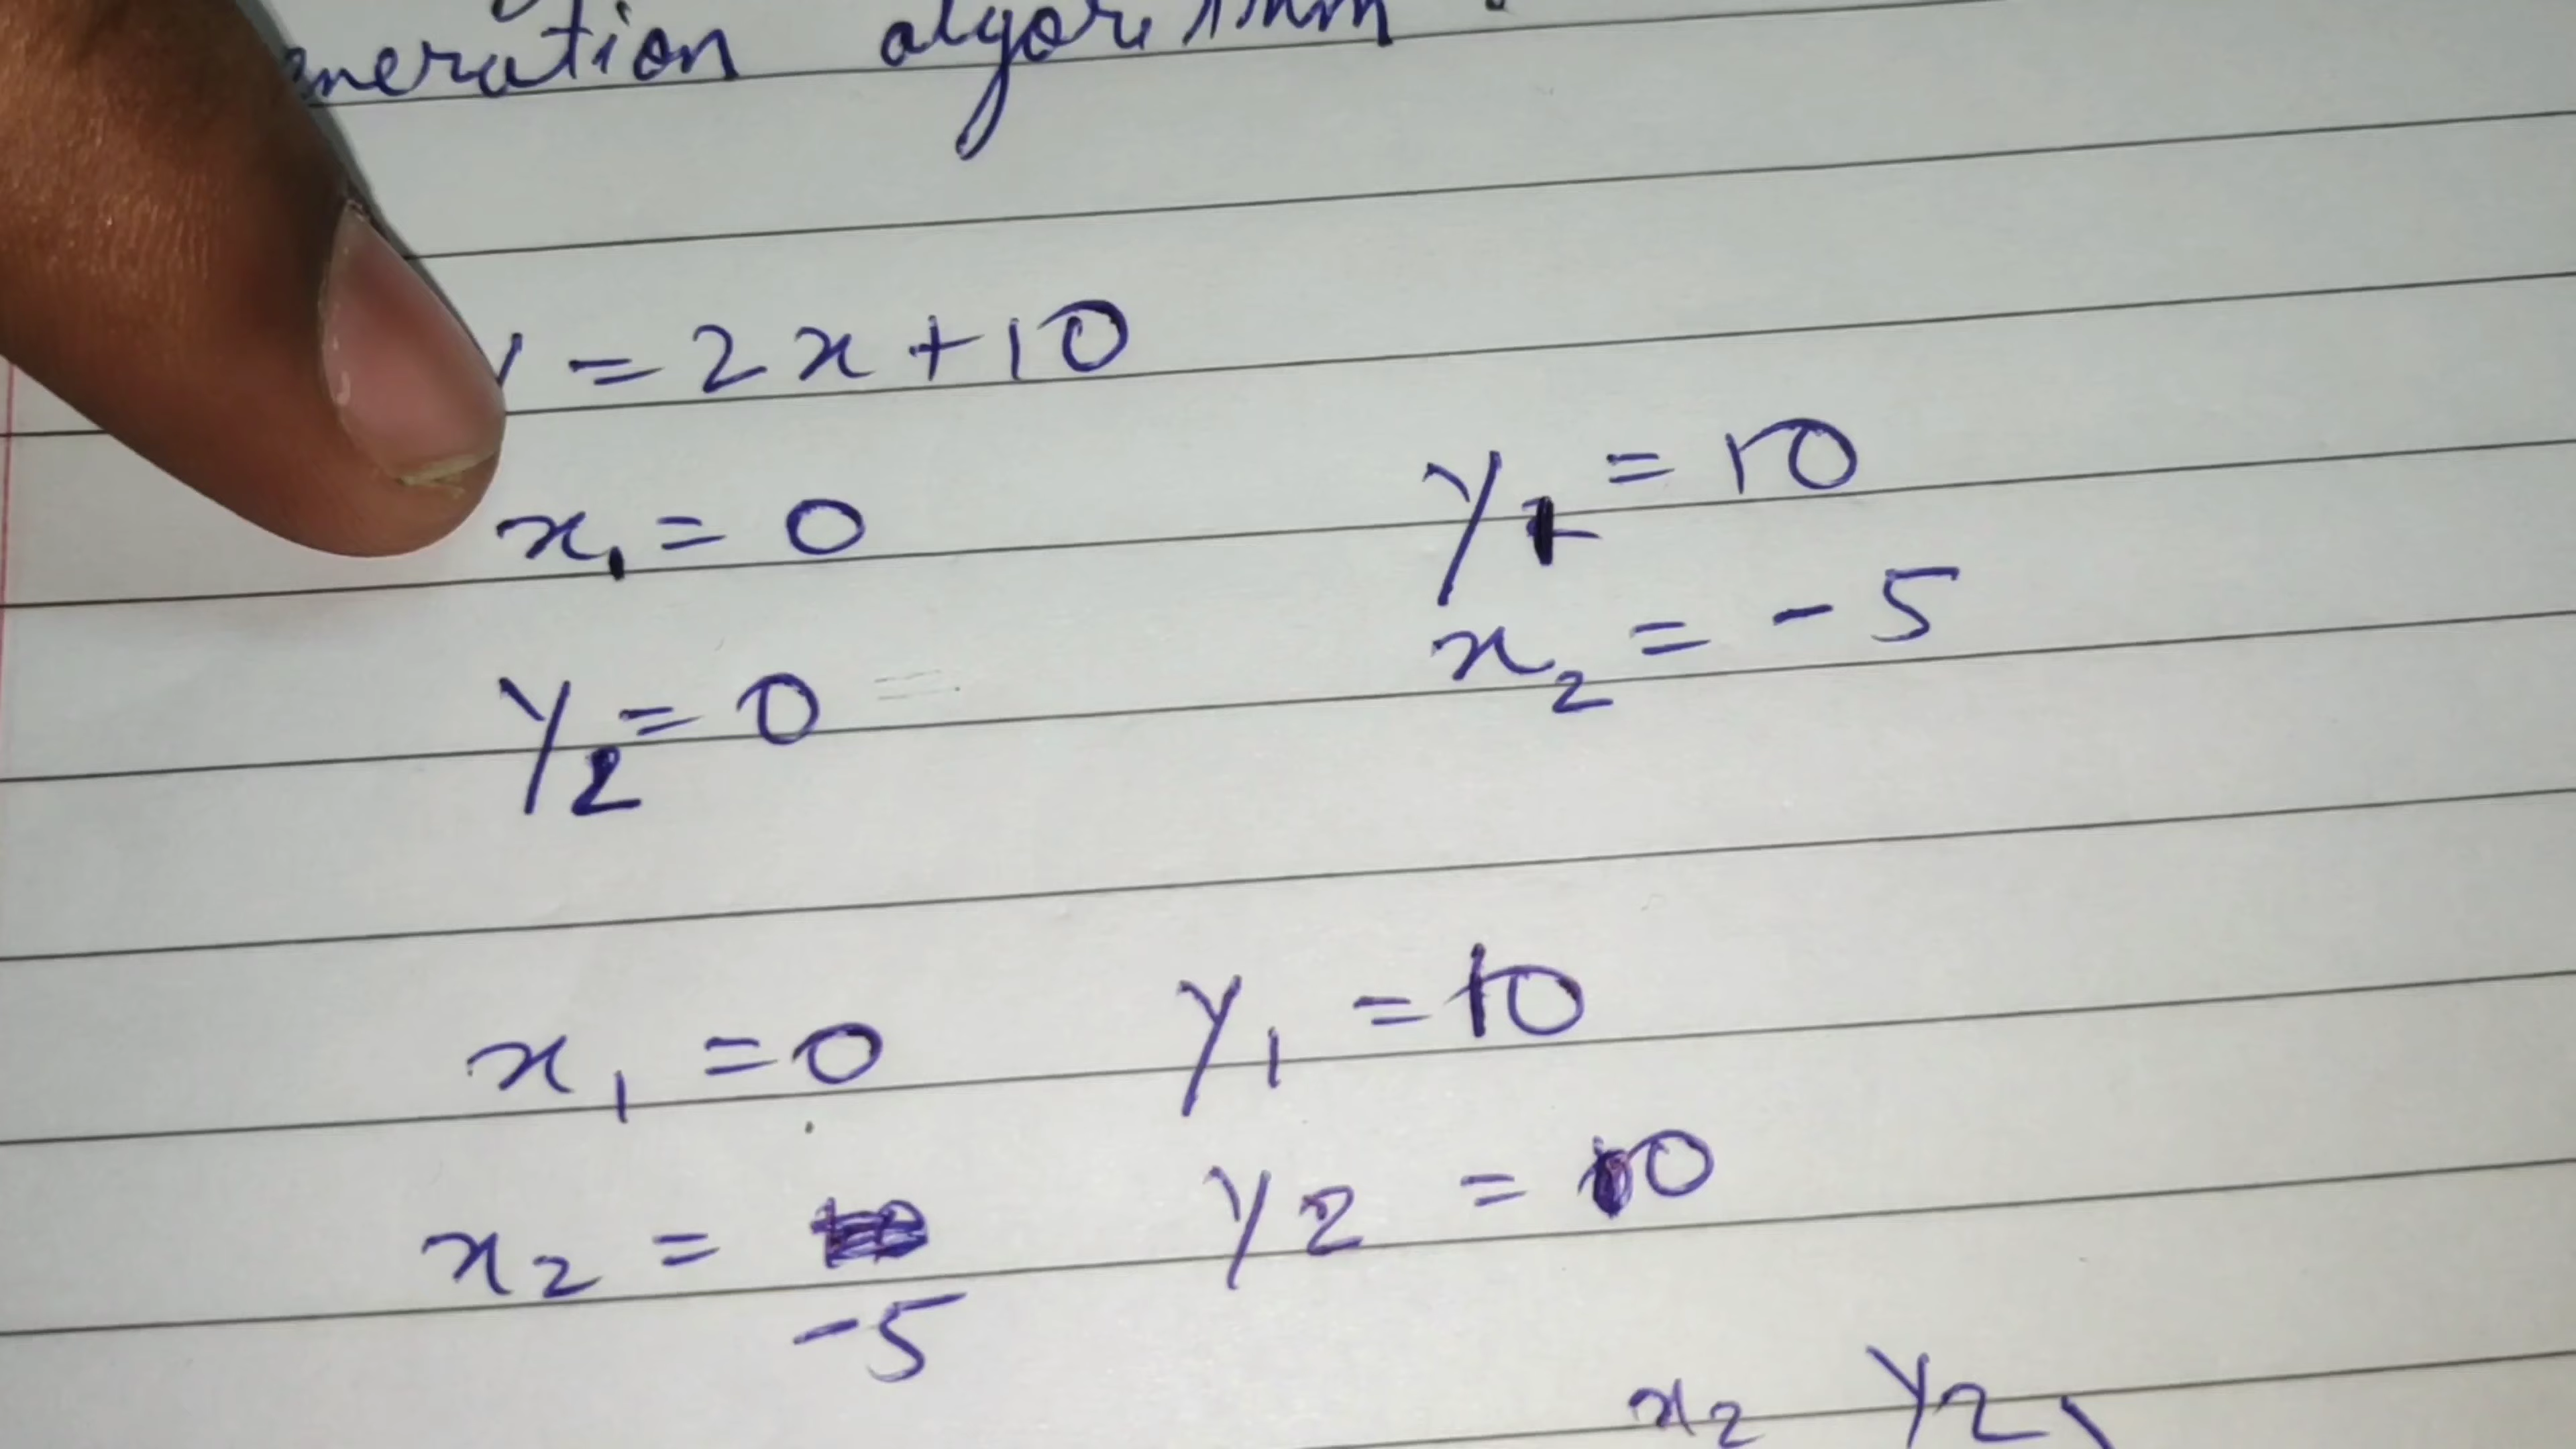 algorithm
y = 2x + 10
x₁ = 0 y₁ = 10
y₂ = 0 x₂ = -5
x₁ = 0 y₁ = 10
x₂ = -5 y₂ = 0
x₂ y₂